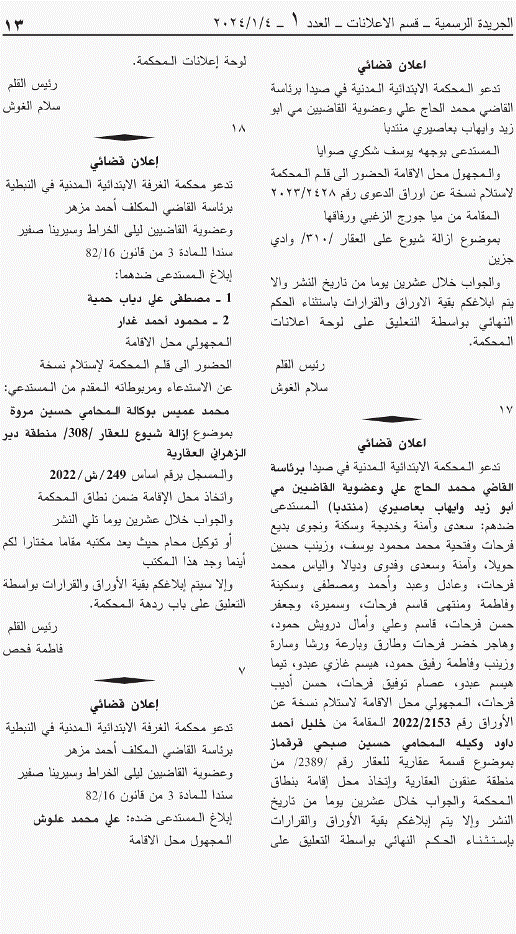 الجريدة الرسمية ــ قسم الاعلانات ــ العدد ١ ــ ٢٠٢٤/١/٤
١٣
اعلان قضائي
تدعو المحكمة الابتدائية المدنية في صيدا برئاسة
القاضي محمد الحاج علي وعضوية القاضيين مي ابو
زيد وايهاب بعاصيري منتدبا
المستدعى بوجهه يوسف شكري صوايا
والمجهول محل الاقامة الحضور الى قلم المحكمة
لاستلام نسخة عن اوراق الدعوى رقم ٢٠٢٣/٢٤٢٨
المقامة من ميا جورج الزغبي ورفاقها
بموضوع ازالة شيوع على العقار /٣١٠/ وادي
جزين
والجواب خلال عشرين يوما من تاريخ النشر والا
يتم ابلاغكم بقية الاوراق والقرارات باستثناء الحكم
النهائي بواسطة التعليق على لوحة اعلانات
المحكمة.
رئيس القلم
سلام الغوش
١٧
اعلان قضائي
تدعو المحكمة الابتدائية المدنية في صيدا برئاسة
القاضي محمد الحاج علي وعضوية القاضيين مي
أبو زيد وايهاب بعاصيري (منتدبا) المستدعى
ضدهم: سعدى وآمنة وخديجة وسكنة ونجوى بديع
فرحات وفتحية محمد محمود يوسف، وزينب حسين
حويلا، وآمنة وسعدى وفدوى وديالا والياس محمد
فرحات، وعادل وعبد وأحمد ومصطفى وسكينة
وفاطمة ومنتهى قاسم فرحات، وسميرة، وجعفر
حسن فرحات، قاسم وعلي وأمال درويش حمود،
وهاجر خضر فرحات وطارق وبارعة ورشا وسارة
وزينب وفاطمة رفيق حمود، هيسم غازي عبدو، تيما
هيسم عبدو، عصام توفيق فرحات، حسن أديب
فرحات، المجهولي محل الاقامة لاستلام نسخة عن
الأوراق رقم 2022/2153 المقامة من خليل أحمد
داود وكيله المحامي حسين صبحي قرقماز
بموضوع قسمة عقارية للعقار رقم /2389/ من
منطقة عنقون العقارية وإتخاذ محل إقامة بنطاق
المحكمة والجواب خلال عشرين يوما من تاريخ
النشر وإلا يتم إبلاغكم بقية الأوراق والقرارات
بإستثناء الحكم النهائي بواسطة التعليق على
لوحة إعلانات المحكمة.
رئيس القلم
سلام الغوش
١٨
إعلان قضائي
تدعو محكمة الغرفة الابتدائية المدنية في النبطية
برئاسة القاضي المكلف أحمد مزهر
وعضوية القاضيين ليلى الخراط وسيرينا صفير
سندا للمادة 3 من قانون 82/16
إبلاغ المستدعى ضدهما:
1 ــ مصطفى علي دياب حمية
2 ــ محمود أحمد غدار
المجهولي محل الاقامة
الحضور الى قلم المحكمة لإستلام نسخة
عن الاستدعاء ومربوطاته المقدم من المستدعي:
محمد عميس بوكالة المحامي حسين مروة
بموضوع إزالة شيوع للعقار /308/ منطقة دير
الزهراني العقارية
والمسجل برقم اساس 249/ش/2022
واتخاذ محل الإقامة ضمن نطاق المحكمة
والجواب خلال عشرين يوما تلي النشر
أو توكيل محام حيث يعد مكتبه مقاما مختارا لكم
أينما وجد هذا المكتب
وإلا سيتم إبلاغكم بقية الأوراق والقرارات بواسطة
التعليق على باب ردهة المحكمة.
رئيس القلم
فاطمة فحص
٧
إعلان قضائي
تدعو محكمة الغرفة الابتدائية المدنية في النبطية
برئاسة القاضي المكلف أحمد مزهر
وعضوية القاضيين ليلى الخراط وسيرينا صفير
سندا للمادة 3 من قانون 82/16
إبلاغ المستدعى ضده: علي محمد علوش
المجهول محل الاقامة